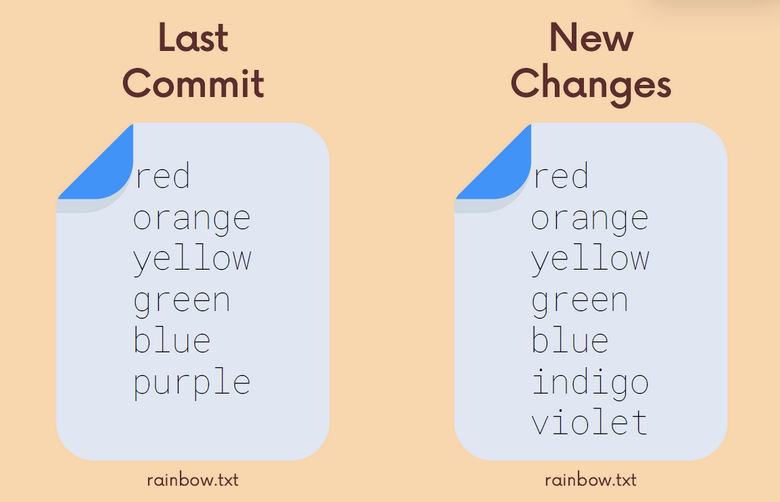 Last
Commit
red
orange
yellow
green
blue
purple
rainbow.txt
New
Changes
red
orange
yellow
green
blue
indigo
violet
rainbow.txt